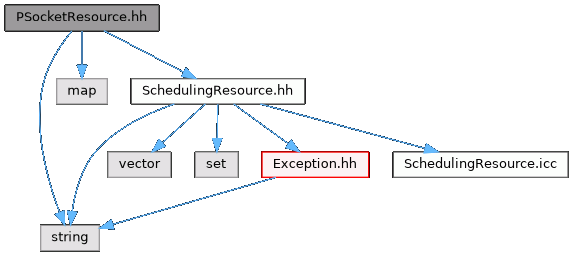 PSocketResource.hh
map
SchedulingResource.hh
vector
set
Exception.hh
SchedulingResource.icc
string